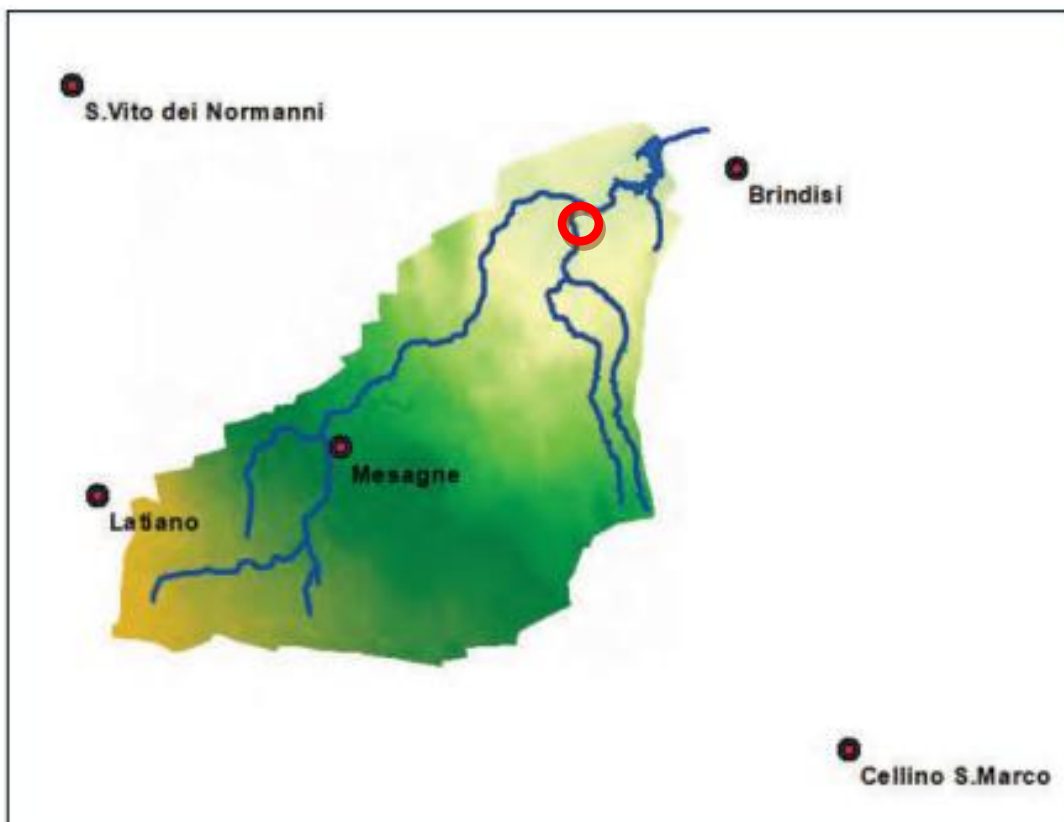 S.Vito dei Normanni
Brindisi
Mesagne
Latiano
Cellino S.Marco